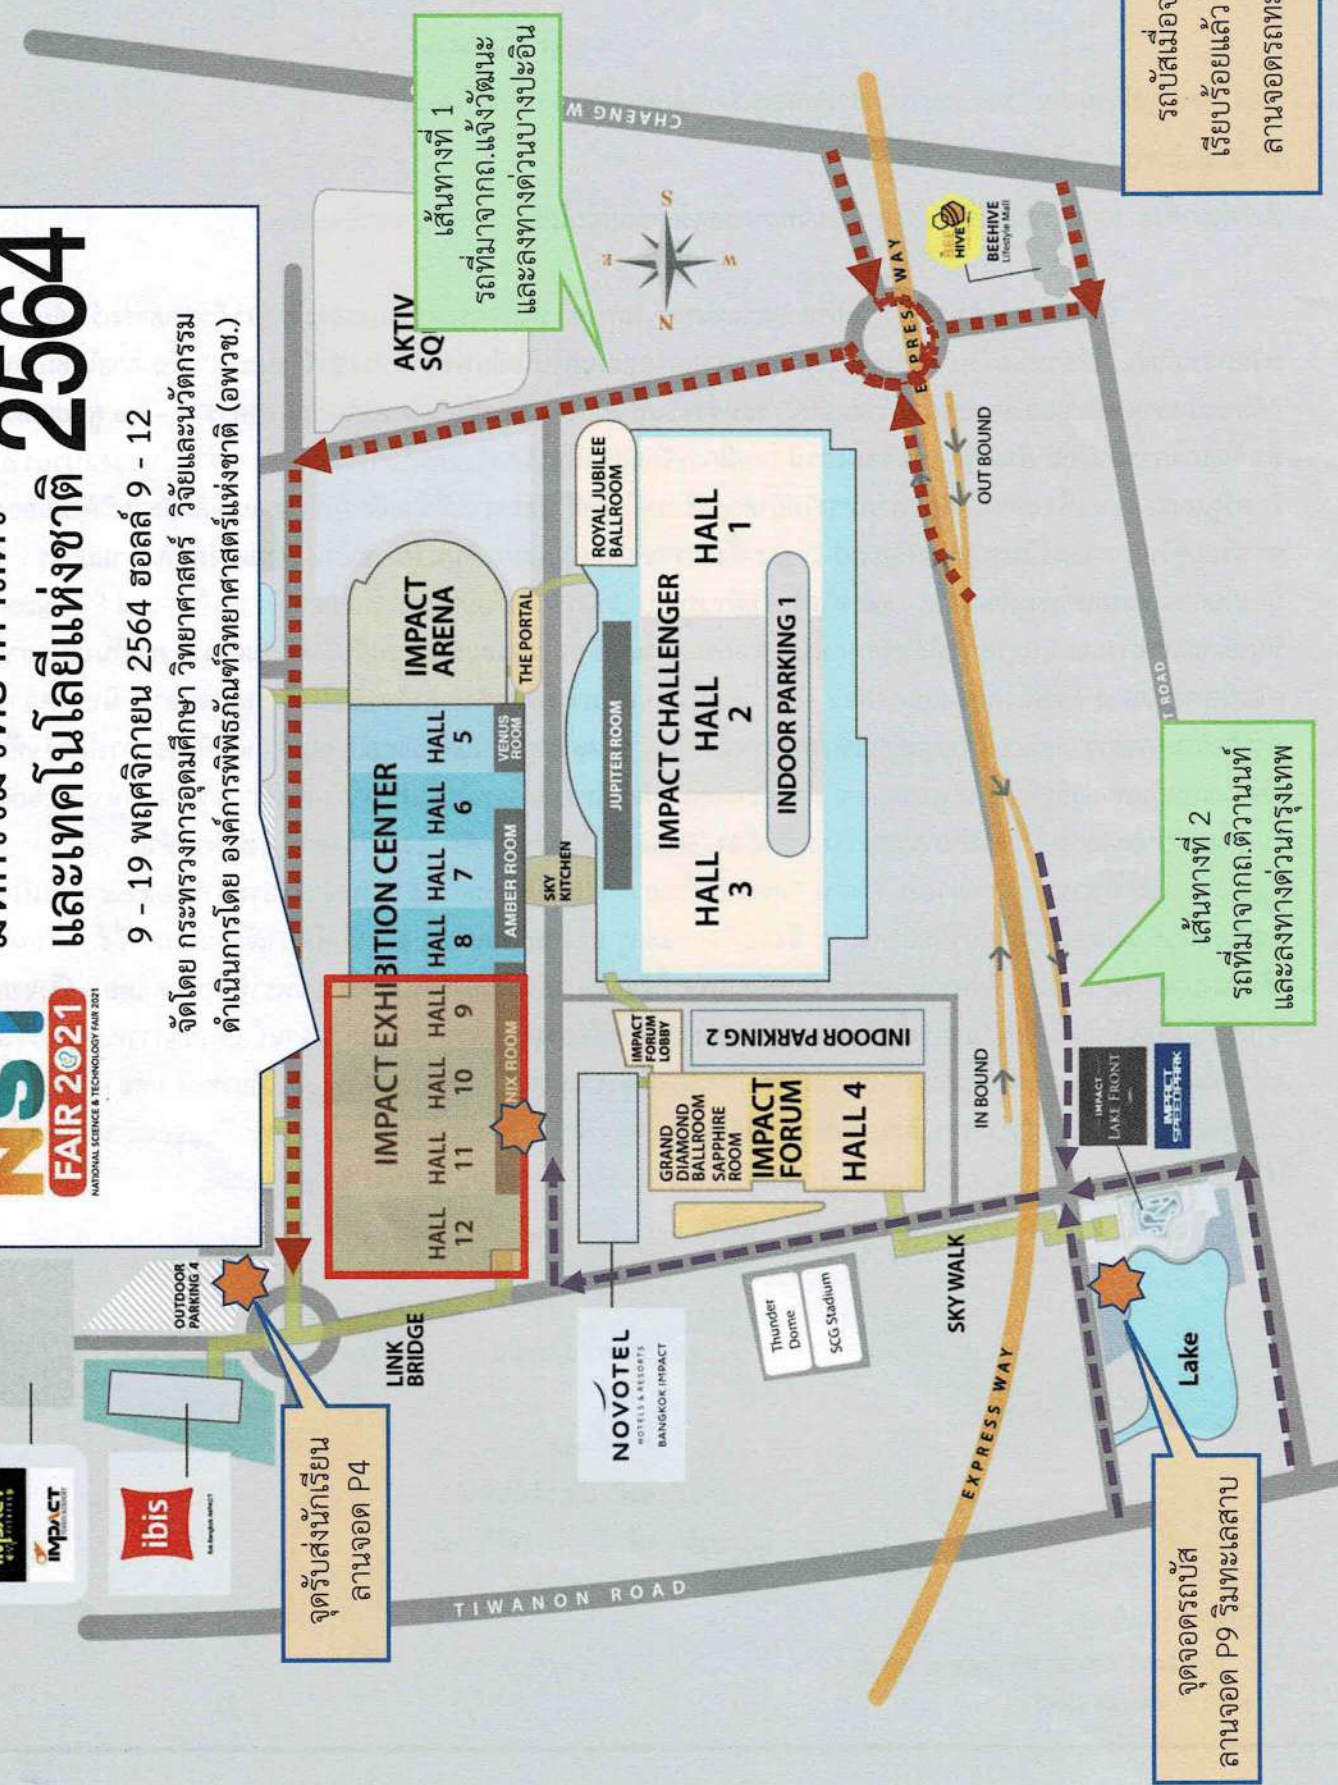 และเทคโนโลยีแห่งชาติ 2564
9 - 19 พฤศจิกายน 2564 ฮอลล์ 9 - 12
จัดโดย กระทรวงการอุดมศึกษา วิทยาศาสตร์ วิจัยและนวัตกรรม
ดำเนินการโดย องค์การพิพิธภัณฑ์วิทยาศาสตร์แห่งชาติ (อพวช.)
FAIR 2021
NATIONAL SCIENCE & TECHNOLOGY FAIR 2021
IMPACT
ibis
OUTDOOR
PARKING 4
จุดรับส่งนักเรียน
ลานจอด P4
LINK
BRIDGE
IMPACT EXHIBITION CENTER
HALL 12
HALL 11
HALL 10
HALL 9
HALL 8
HALL 7
HALL 6
HALL 5
NIX ROOM
AMBER ROOM
VENUS
ROOM
IMPACT
ARENA
THE PORTAL
SKY
KITCHEN
AKTIV
SQ
เส้นทางที่ 1
รถที่มาจากถ.แจ้งวัฒนะ
และลงทางด่วนบางปะอิน
CHAENG W
N
E
S
W
NOVOTEL
HOTELS & RESORTS
BANGKOK IMPACT
IMPACT
FORUM
LOBBY
GRAND
DIAMOND
BALLROOM
SAPPHIRE
ROOM
IMPACT
FORUM
HALL 4
INDOOR PARKING 2
JUPITER ROOM
ROYAL JUBILEE
BALLROOM
IMPACT CHALLENGER
HALL
3
HALL
2
HALL
1
INDOOR PARKING 1
Thunder
Dome
SCG Stadium
SKY WALK
IN BOUND
OUT BOUND
EXPRESS WAY
EXPRESS WAY
BEE
HIVE
BEEHIVE
Lifestyle Mall
TIWANON ROAD
T ROAD
IMPACT
LAKE FRONT
IMPACT
SPEED PARK
Lake
เส้นทางที่ 2
รถที่มาจากถ.ติวานนท์
และลงทางด่วนกรุงเทพ
จุดจอดรถบัส
ลานจอด P9 ริมทะเลสาบ
รถบัสเมื่อจ
เรียบร้อยแล้ว
ลานจอดรถทะ